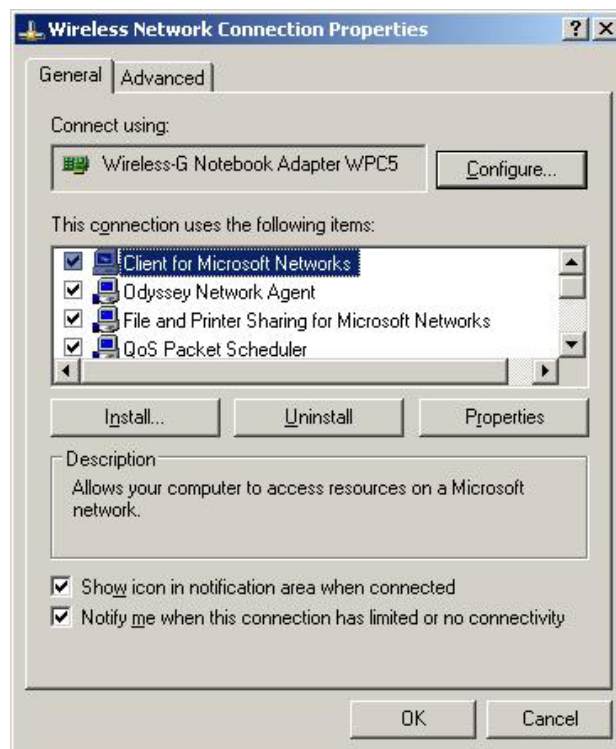 Wireless Network Connection Properties
General
Advanced
Connect using:
Wireless-G Notebook Adapter WPC5
Configure...
This connection uses the following items:
Client for Microsoft Networks
Odyssey Network Agent
File and Printer Sharing for Microsoft Networks
QoS Packet Scheduler
Install...
Uninstall
Properties
Description
Allows your computer to access resources on a Microsoft
network.
Show icon in notification area when connected
Notify me when this connection has limited or no connectivity
OK
Cancel